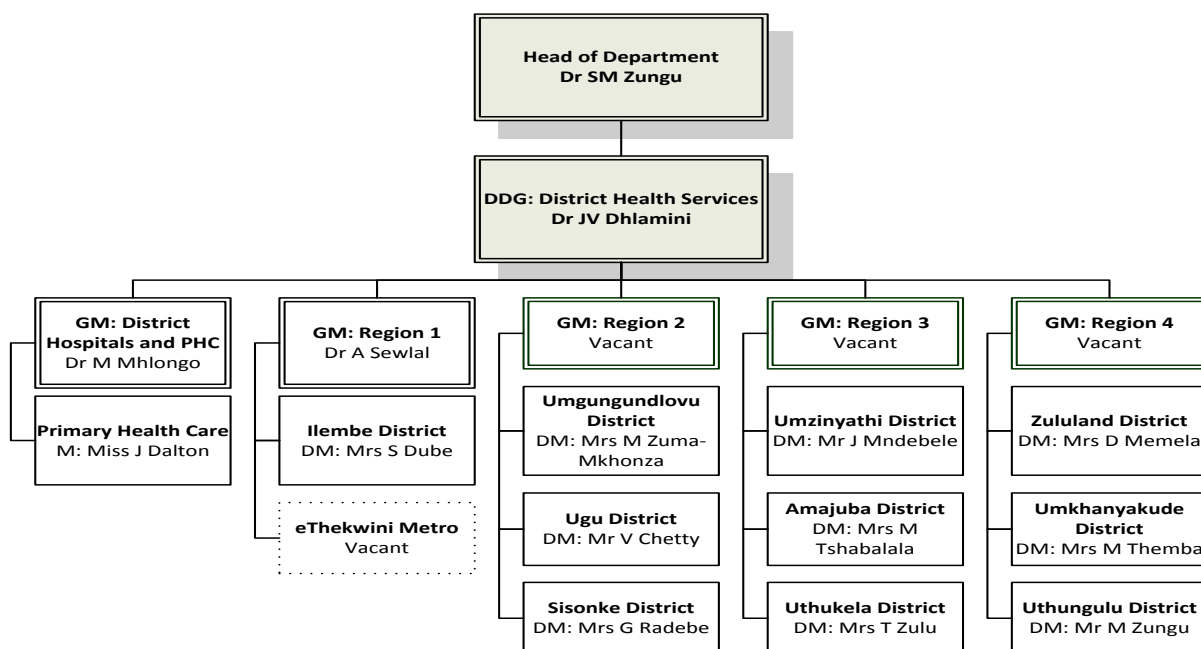 Head of Department
Dr SM Zungu
DDG: District Health Services
Dr JV Dhlamini
GM: District
Hospitals and PHC
Dr M Mhlongo
Primary Health Care
M: Miss J Dalton
GM: Region 1
Dr A Sewlal
Ilembe District
DM: Mrs S Dube
eThekwini Metro
Vacant
GM: Region 2
Vacant
Umgungundlovu
District
DM: Mrs M Zuma-
Mkhonza
Ugu District
DM: Mr V Chetty
Sisonke District
DM: Mrs G Radebe
GM: Region 3
Vacant
Umzinyathi District
DM: Mr J Mndebele
Amajuba District
DM: Mrs M
Tshabalala
Uthukela District
DM: Mrs T Zulu
GM: Region 4
Vacant
Zululand District
DM: Mrs D Memela
Umkhanyakude
District
DM: Mrs M Themba
Uthungulu District
DM: Mr M Zungu